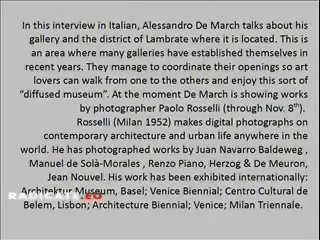 In this interview in Italian, Alessandro De March talks about his
gallery and the district of Lambrate where it is located. This is
an area where many galleries have established themselves in
recent years. They manage to coordinate their openings so art
lovers can walk from one to the others and enjoy this sort of
“diffused museum”. At the moment De March is showing works
by photographer Paolo Rosselli (through Nov. 8th).
Rosselli (Milan 1952) makes digital photographs on
contemporary architecture and urban life anywhere in the
world. He has photographed works by Juan Navarro Baldeweg ,
Manuel de Solà-Morales , Renzo Piano, Herzog & De Meuron,
Jean Nouvel. His work has been exhibited internationally:
Architektur Museum, Basel; Venice Biennial; Centro Cultural de
RADICATE.EU
Belem, Lisbon; Architecture Biennial; Venice; Milan Triennale.